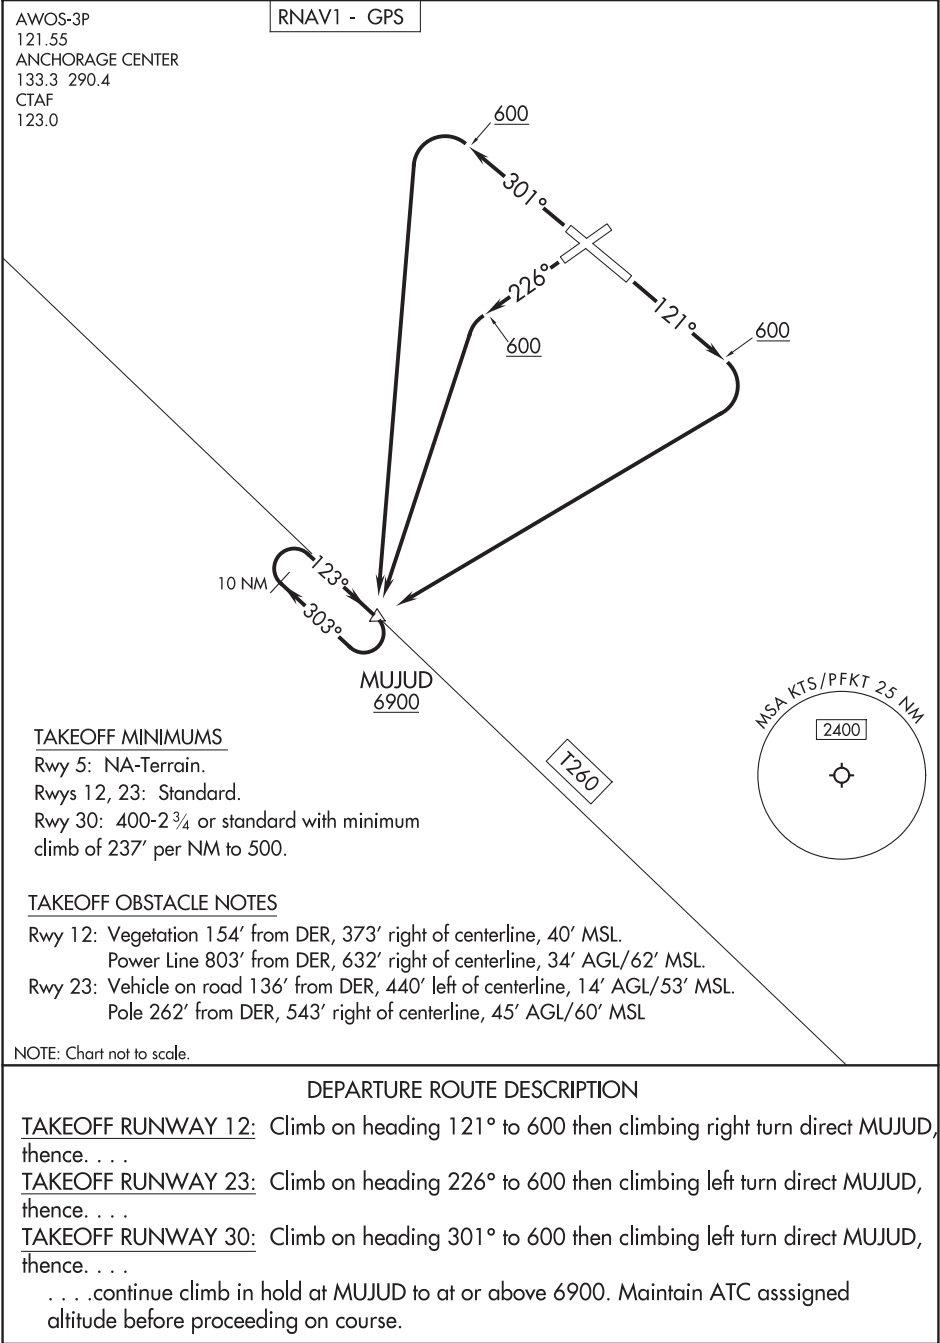 AWOS-3P
121.55
ANCHORAGE CENTER
133.3 290.4
CTAF
123.0
RNAV1 - GPS
600
301°
226°
600
121°
600
10 NM
123°
303°
MUJUD
6900
T260
MSA KTS/PFKT 25 NM
2400
TAKEOFF MINIMUMS
Rwy 5: NA-Terrain.
Rwys 12, 23: Standard.
Rwy 30: 400-2 ¾ or standard with minimum
climb of 237' per NM to 500.
TAKEOFF OBSTACLE NOTES
Rwy 12: Vegetation 154' from DER, 373' right of centerline, 40' MSL.
Power Line 803' from DER, 632' right of centerline, 34' AGL/62' MSL.
Rwy 23: Vehicle on road 136' from DER, 440' left of centerline, 14' AGL/53' MSL.
Pole 262' from DER, 543' right of centerline, 45' AGL/60' MSL
NOTE: Chart not to scale.
DEPARTURE ROUTE DESCRIPTION
TAKEOFF RUNWAY 12: Climb on heading 121° to 600 then climbing right turn direct MUJUD,
thence. . . .
TAKEOFF RUNWAY 23: Climb on heading 226° to 600 then climbing left turn direct MUJUD,
thence. . . .
TAKEOFF RUNWAY 30: Climb on heading 301° to 600 then climbing left turn direct MUJUD,
thence. . . .
. . . .continue climb in hold at MUJUD to at or above 6900. Maintain ATC asssigned
altitude before proceeding on course.